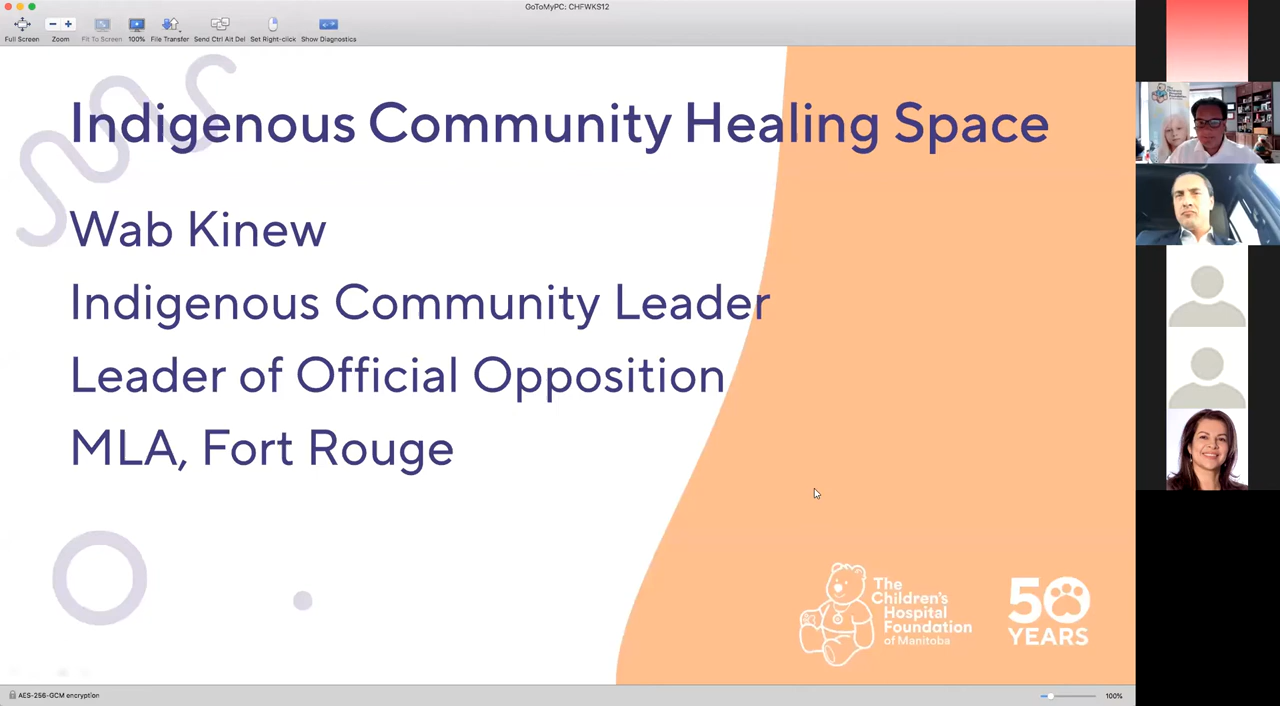 GoToMyPC: CHFWKS12
Full Screen
Zoom
Fit To Screen
100%
File Transfer
Send Ctrl Alt Del
Set Right-click
Show Diagnostics
Indigenous Community Healing Space
Wab Kinew
Indigenous Community Leader
Leader of Official Opposition
MLA, Fort Rouge
The
Children's
Hospital
Foundation
of Manitoba
50
YEARS
AES-256-GCM encryption
100%